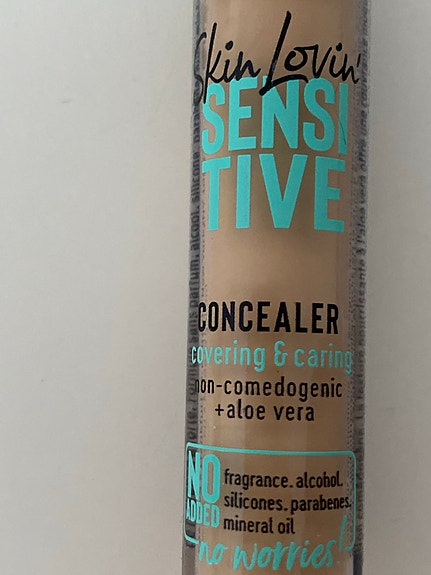 Skin Lovin'
SENSI
TIVE
CONCEALER
covering & caring
non-comedogenic
+aloe vera
NO
ADDED
fragrance. alcohol.
silicones. parabenes.
mineral oil
no worries!